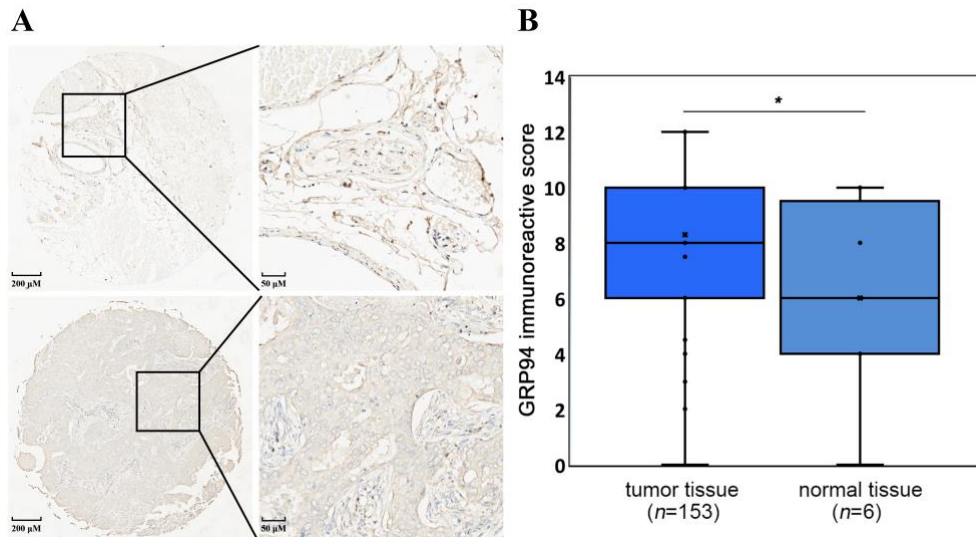 A
200 µM
50 µM
200 µM
50 µM
B
GRP94 immunoreactive score
14
12
10
8
6
4
2
0
*
tumor tissue
(n=153)
normal tissue
(n=6)